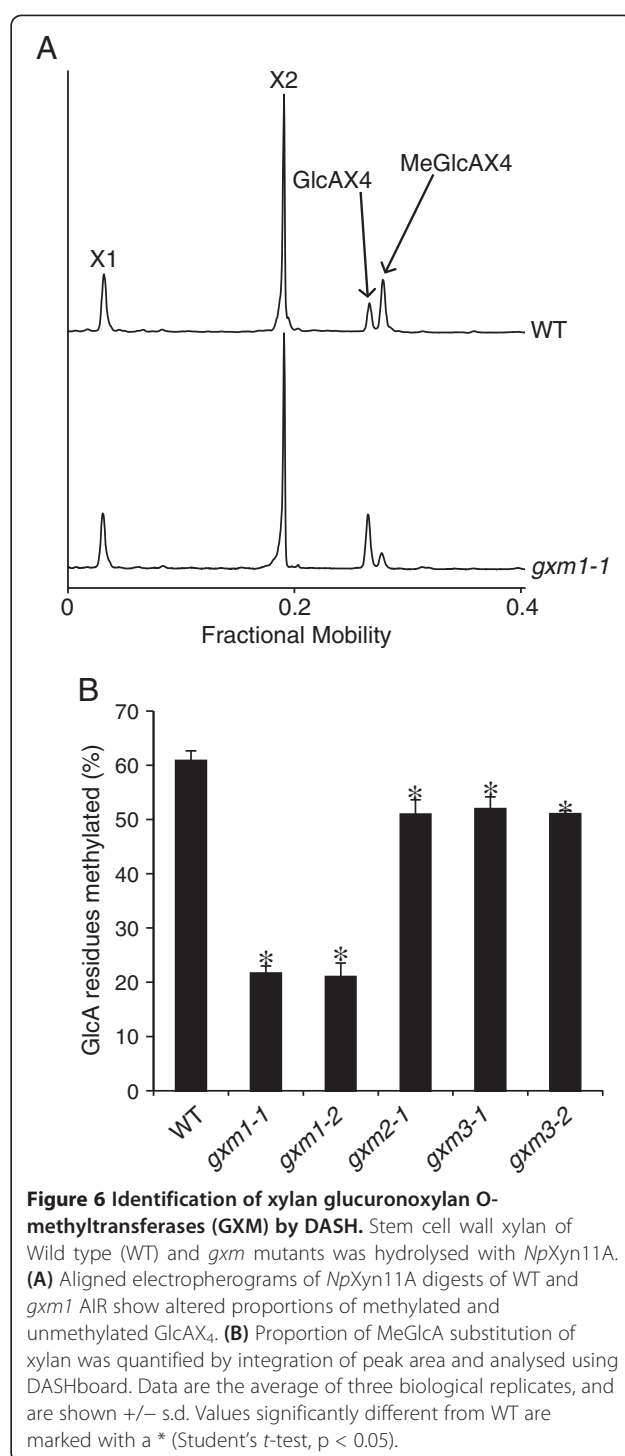 A
X2
GlcAX4
MeGlcAX4
X1
WT
gxm1-1
0
0.2
0.4
Fractional Mobility
B
GlcA residues methylated (%)
70
60
50
40
30
20
10
0
*
*
*
*
*
WT
gxm1-1
gxm1-2
gxm2-1
gxm3-1
gxm3-2
Figure 6 Identification of xylan glucuronoxylan O-
methyltransferases (GXM) by DASH. Stem cell wall xylan of
Wild type (WT) and gxm mutants was hydrolysed with NpXyn11A.
(A) Aligned electropherograms of NpXyn11A digests of WT and
gxm1 AIR show altered proportions of methylated and
unmethylated GlcAX₄. (B) Proportion of MeGlcA substitution of
xylan was quantified by integration of peak area and analysed using
DASHboard. Data are the average of three biological replicates, and
are shown +/− s.d. Values significantly different from WT are
marked with a * (Student’s t-test, p < 0.05).